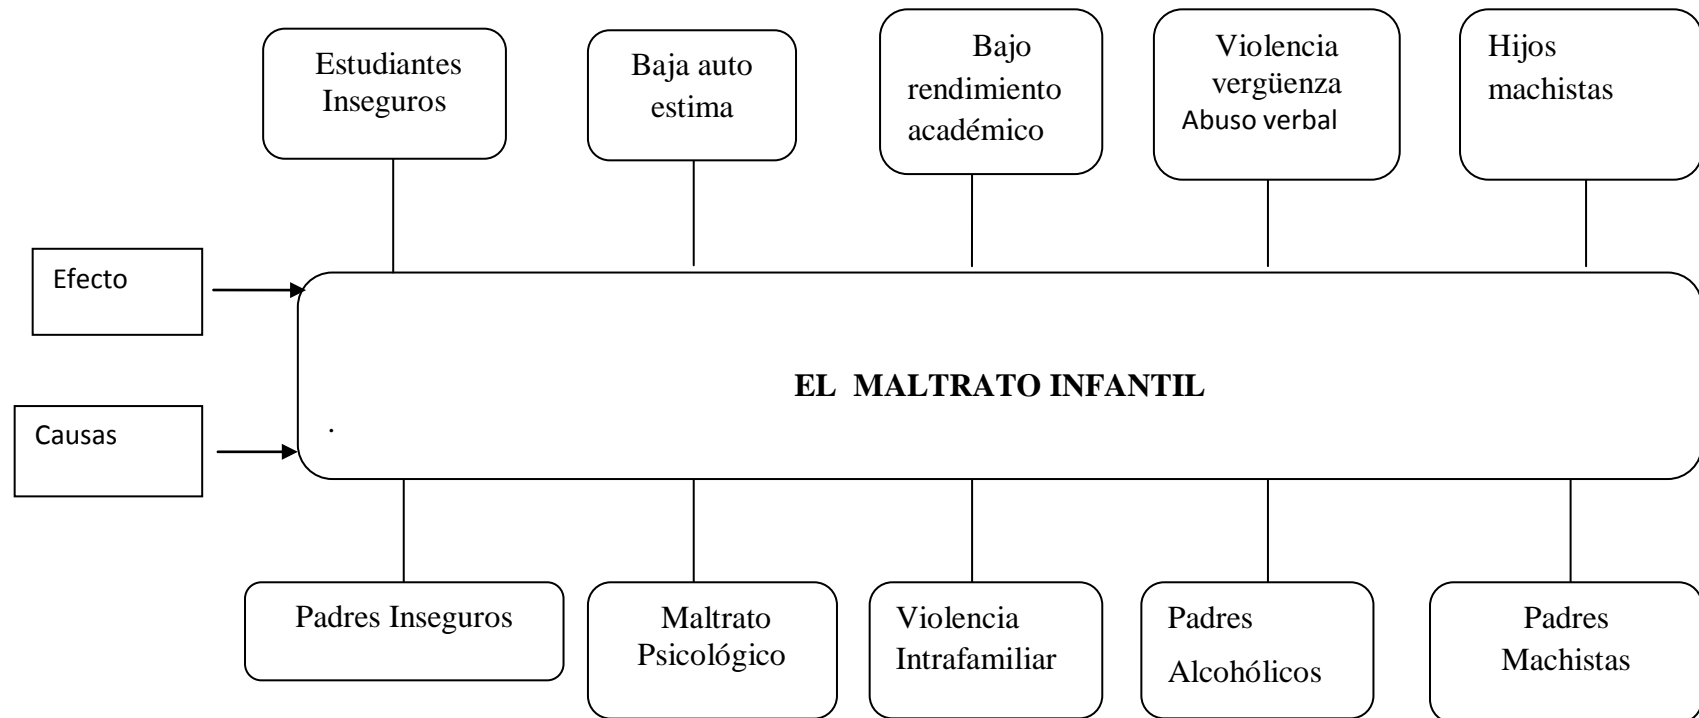 Estudiantes
Inseguros
Baja auto
estima
Bajo
rendimiento
académico
Violencia
vergüenza
Abuso verbal
Hijos
machistas
Efecto
EL  MALTRATO INFANTIL
Causas
.
Padres Inseguros
Maltrato
Psicológico
Violencia
Intrafamiliar
Padres
Alcohólicos
Padres
Machistas